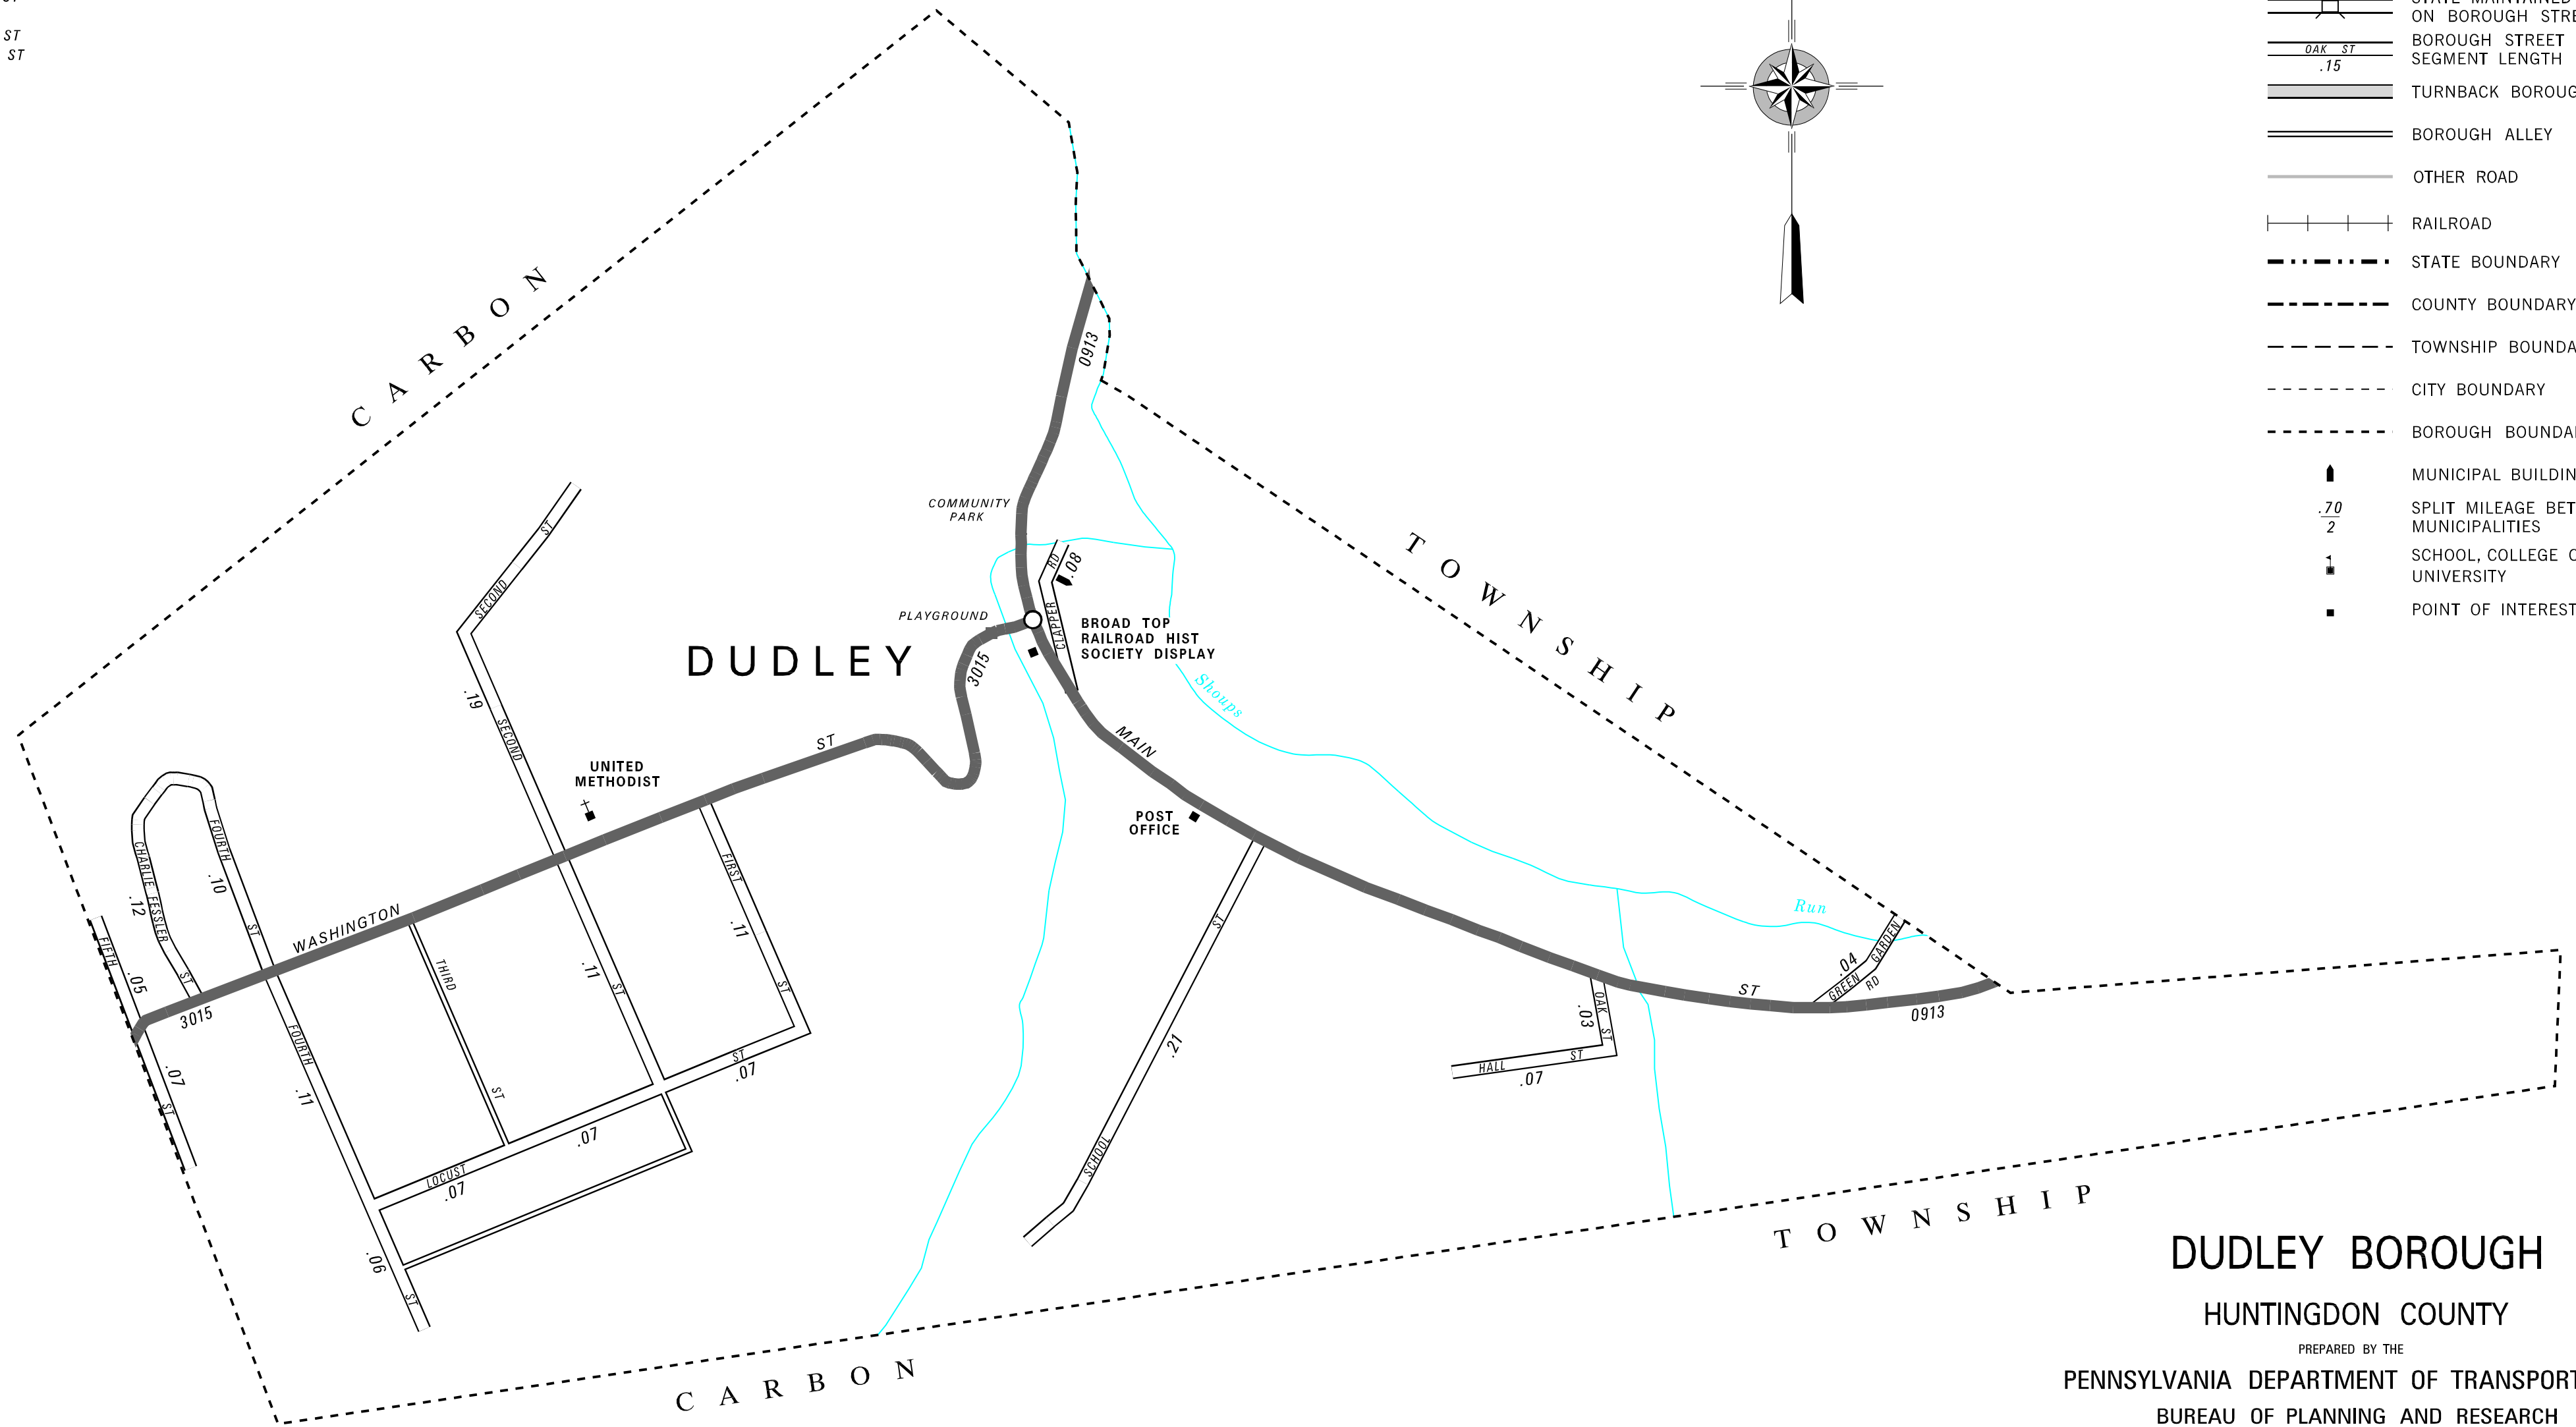 ST
ST
STATE MAINTAINED
ON BOROUGH STRE
OAK ST
.15
BOROUGH STREET
SEGMENT LENGTH
TURNBACK BOROUG
BOROUGH ALLEY
OTHER ROAD
RAILROAD
STATE BOUNDARY
COUNTY BOUNDARY
TOWNSHIP BOUNDA
CITY BOUNDARY
BOROUGH BOUNDA
MUNICIPAL BUILDIN
.70
2
SPLIT MILEAGE BET
MUNICIPALITIES
SCHOOL, COLLEGE O
UNIVERSITY
POINT OF INTEREST
CARBON
0913
COMMUNITY
PARK
TOWNSHIP
SECOND ST
RD
.08
CLAPPER
PLAYGROUND
BROAD TOP
RAILROAD HIST
SOCIETY DISPLAY
DUDLEY
3015
.19
SECOND
Shoups
MAIN
ST
UNITED
METHODIST
POST
OFFICE
FOURTH
.10
ST
CHARLIE FESSLER
.12
ST
FIRST
.11
ST
WASHINGTON
FIFTH
.05
3015
THIRD
ST
.11
ST
ST
Run
GARDEN
.04
GREEN
RD
ST
0913
OAK ST
.03
HALL ST
.07
FOURTH
.11
.07
ST
ST
.07
.07
LOCUST
.07
.21
SCHOOL
.06
ST
TOWNSHIP
CARBON
DUDLEY BOROUGH
HUNTINGDON COUNTY
PREPARED BY THE
PENNSYLVANIA DEPARTMENT OF TRANSPORT
BUREAU OF PLANNING AND RESEARCH